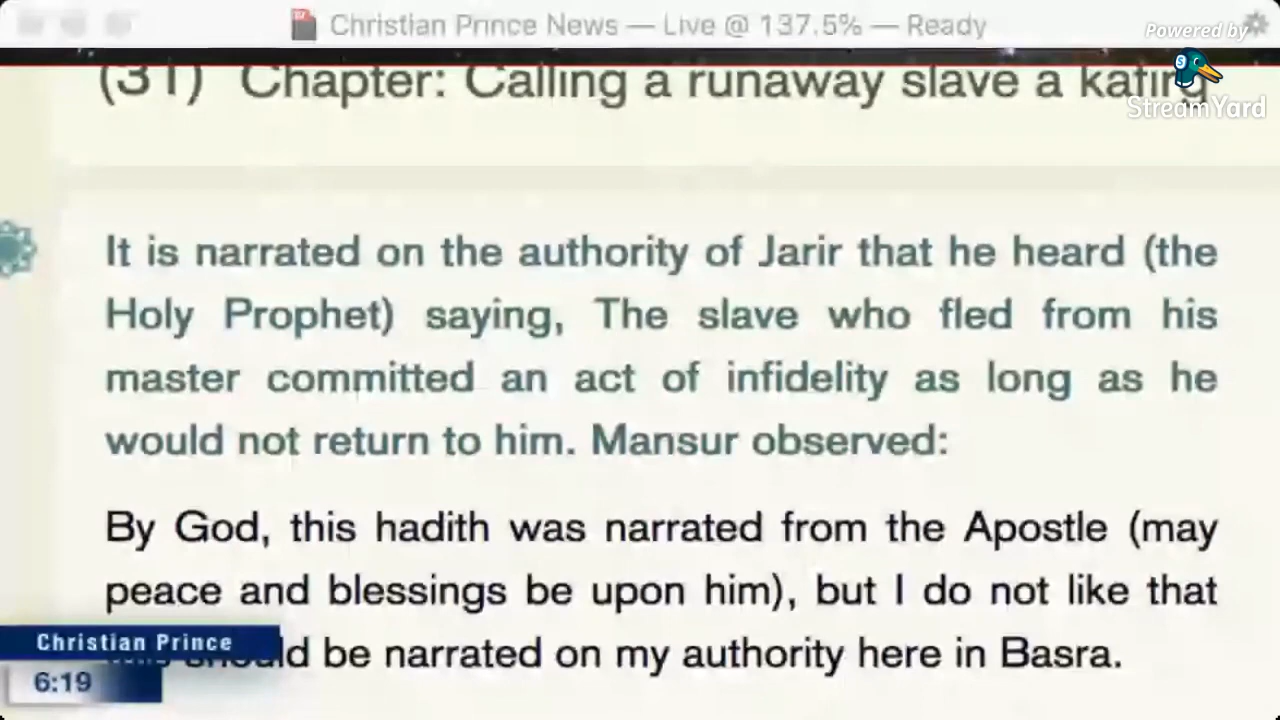 Christian Prince News — Live @ 137.5% — Ready
Powered by
StreamYard
(31) Chapter: Calling a runaway slave a kafir
It is narrated on the authority of Jarir that he heard (the
Holy Prophet) saying, The slave who fled from his
master committed an act of infidelity as long as he
would not return to him. Mansur observed:
By God, this hadith was narrated from the Apostle (may
peace and blessings be upon him), but I do not like that
be narrated on my authority here in Basra.
Christian Prince
6:19